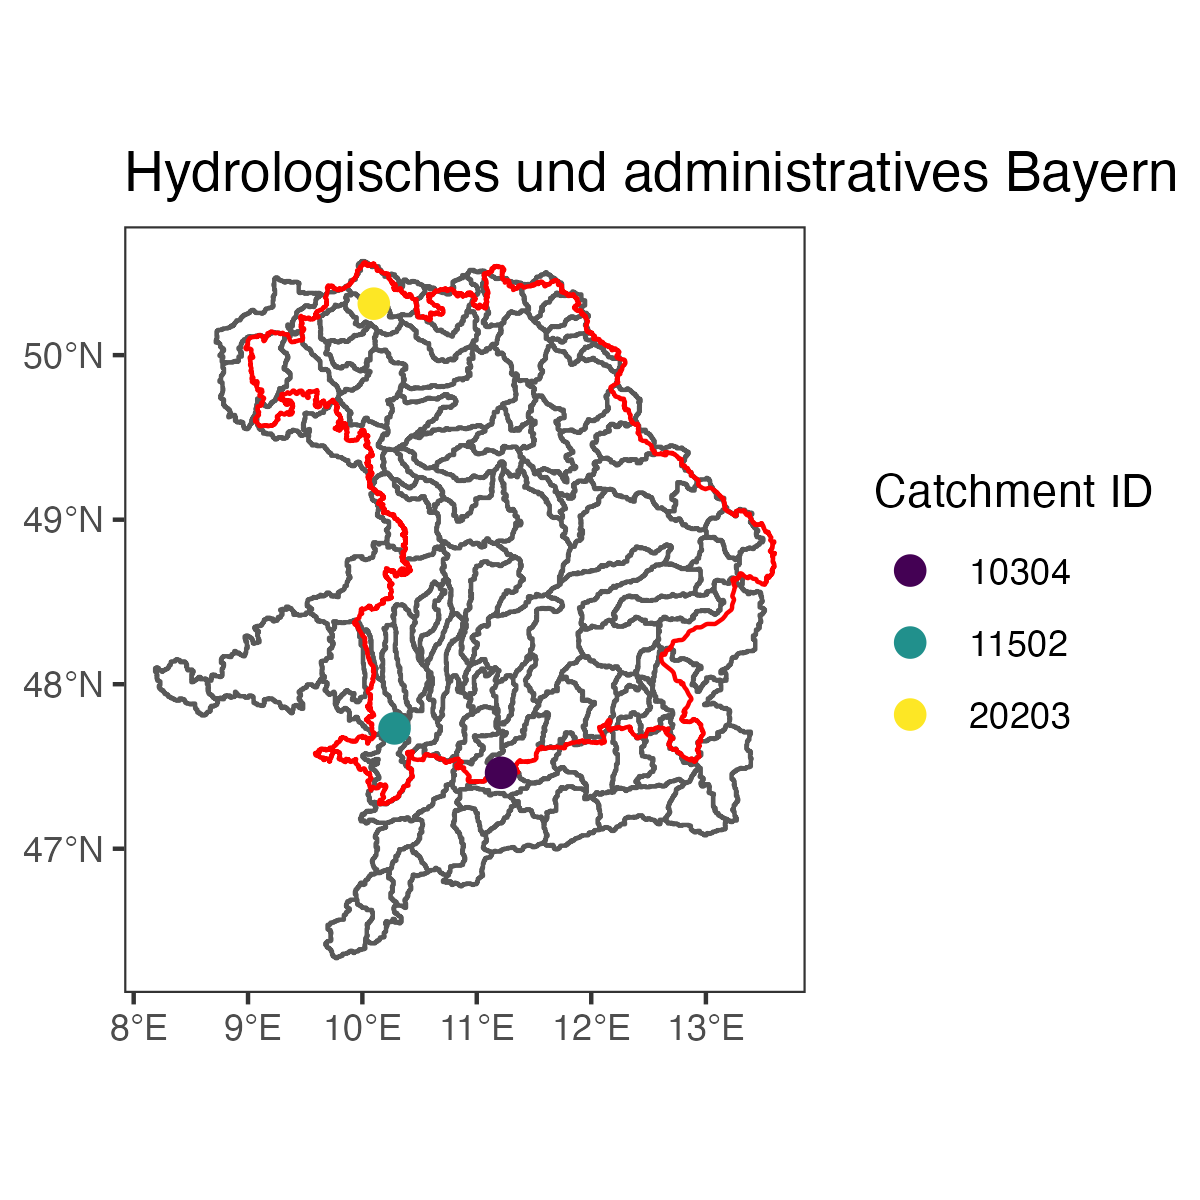 Hydrologisches und administratives Bayern
50°N
49°N
48°N
47°N
8°E 9°E 10°E 11°E 12°E 13°E
Catchment ID
10304
11502
20203